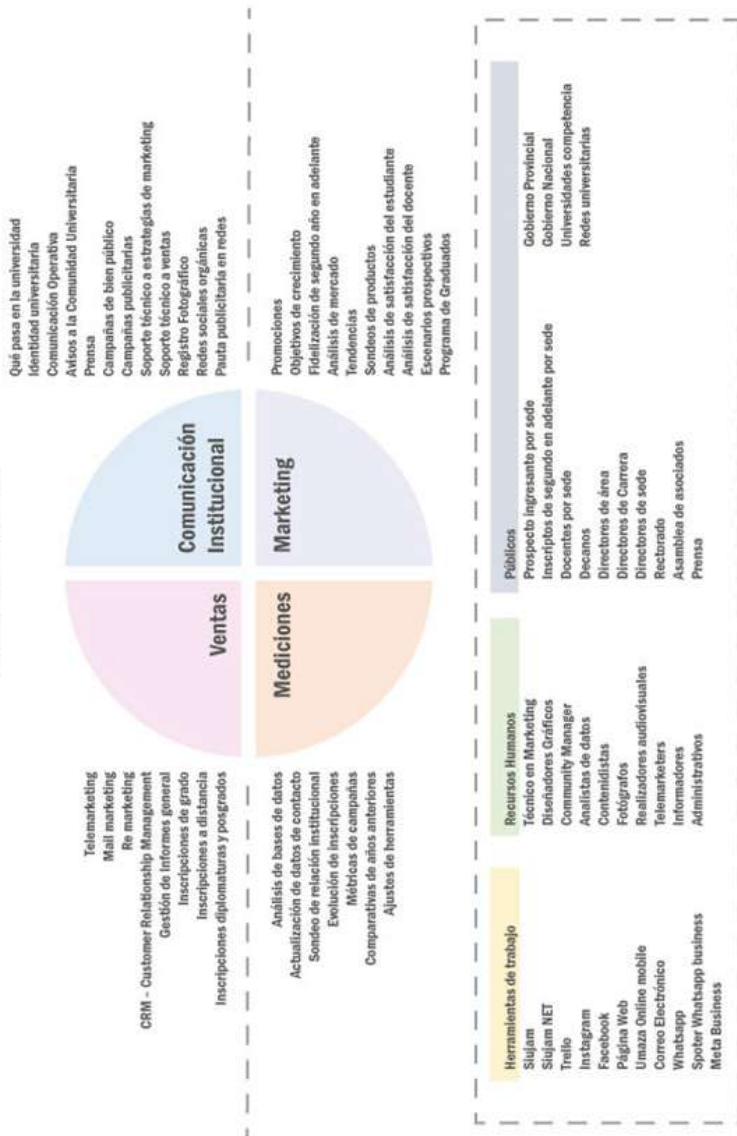 Telemarketing
Mail marketing
Re marketing
CRM – Customer Relationship Management
Gestión de Informes general
Inscripciones de grado
Inscripciones a distancia
Inscripciones diplomaturas y posgrados
Ventas
Comunicación
Institucional
Qué pasa en la universidad
Identidad universitaria
Comunicación Operativa
Avisos a la Comunidad Universitaria
Prensa
Campañas de bien público
Campañas publicitarias
Soporte técnico a estrategias de marketing
Soporte técnico a ventas
Registro Fotográfico
Redes sociales orgánicas
Pauta publicitaria en redes
Análisis de bases de datos
Actualización de datos de contacto
Sondeo de relación institucional
Evolución de inscripciones
Métricas de campañas
Comparativas de años anteriores
Ajustes de herramientas
Mediciones
Marketing
Promociones
Objetivos de crecimiento
Fidelización de segundo año en adelante
Análisis de mercado
Tendencias
Sondeos de productos
Análisis de satisfacción del estudiante
Análisis de satisfacción del docente
Escenarios prospectivos
Programa de Graduados
Herramientas de trabajo
Siujam
Siujam NET
Trello
Instagram
Facebook
Página Web
Umaza Online mobile
Correo Electrónico
Whatsapp
Spoter Whatsapp business
Meta Business
Recursos Humanos
Técnico en Marketing
Diseñadores Gráficos
Community Manager
Analistas de datos
Contenidistas
Fotógrafos
Realizadores audiovisuales
Telemarketers
Informadores
Administrativos
Públicos
Prospecto ingresante por sede
Inscriptos de segundo en adelante por sede
Docentes por sede
Decanos
Directores de área
Directores de Carrera
Directores de sede
Rectorado
Asamblea de asociados
Prensa
Gobierno Provincial
Gobierno Nacional
Universidades competencia
Redes universitarias